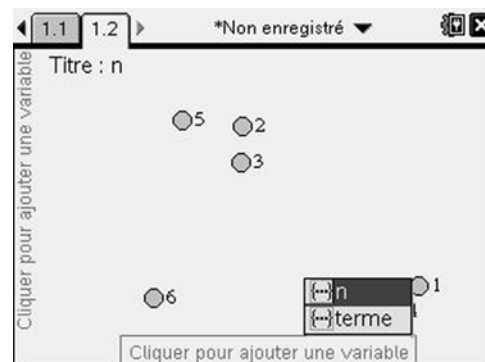 1.1 1.2 *Non enregistré
Titre : n
Cliquer pour ajouter une variable
5
2
3
1
6
n
terme
Cliquer pour ajouter une variable